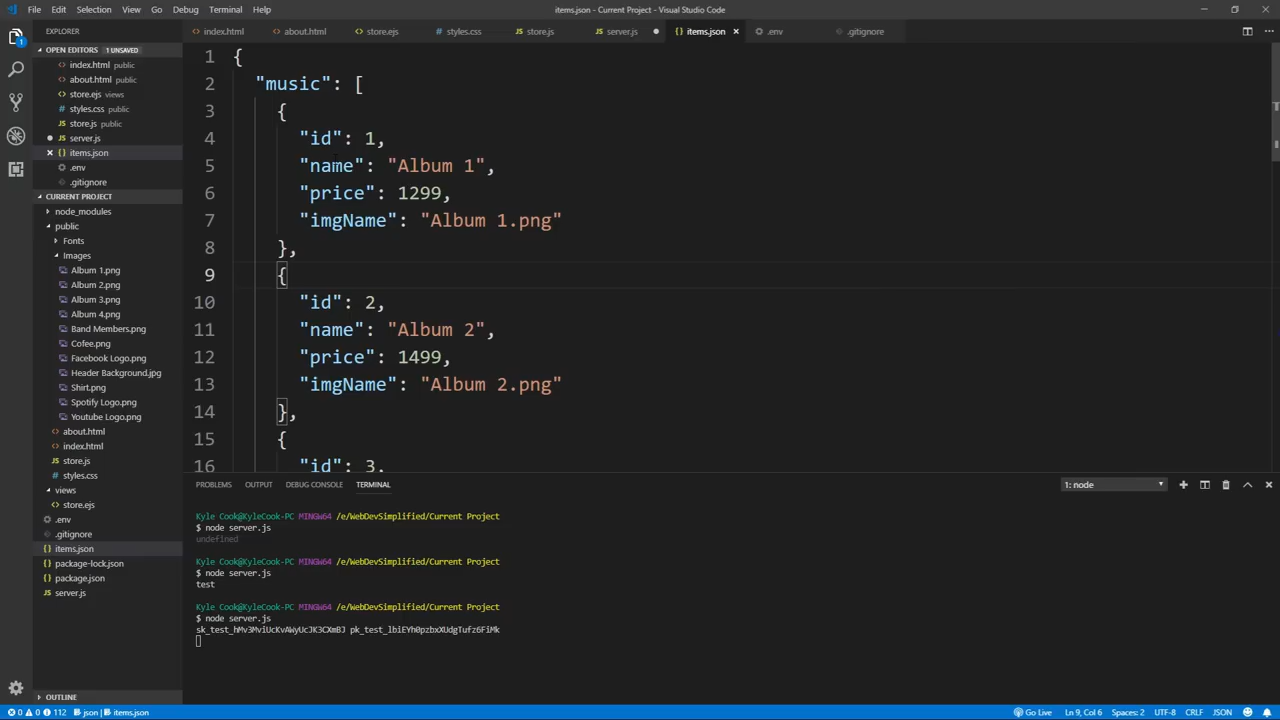 File Edit Selection View Go Debug Terminal Help
items.json - Current Project - Visual Studio Code
EXPLORER
index.html about.html store.ejs styles.css store.js server.js items.json .env .gitignore
OPEN EDITORS 1 UNSAVED
index.html public
about.html public
store.ejs views
styles.css public
store.js public
server.js
items.json
.env
.gitignore
CURRENT PROJECT
node_modules
public
Fonts
Images
Album 1.png
Album 2.png
Album 3.png
Album 4.png
Band Members.png
Cofee.png
Facebook Logo.png
Header Background.jpg
Shirt.png
Spotify Logo.png
Youtube Logo.png
about.html
index.html
store.js
styles.css
views
store.ejs
.env
.gitignore
items.json
package-lock.json
package.json
server.js
OUTLINE
1 {
2 "music": [
3 {
4 "id": 1,
5 "name": "Album 1",
6 "price": 1299,
7 "imgName": "Album 1.png"
8 },
9 {
10 "id": 2,
11 "name": "Album 2",
12 "price": 1499,
13 "imgName": "Album 2.png"
14 },
15 {
16 "id": 3,
PROBLEMS OUTPUT DEBUG CONSOLE TERMINAL
1: node
Kyle Cook@KyleCook-PC MINGW64 /e/WebDevSimplified/Current Project
$ node server.js
undefined
Kyle Cook@KyleCook-PC MINGW64 /e/WebDevSimplified/Current Project
$ node server.js
test
Kyle Cook@KyleCook-PC MINGW64 /e/WebDevSimplified/Current Project
$ node server.js
sk_test_hMv3MviUcKvAWyUcJK3CXmBJ pk_test_lbiEYh0pzbxXUdgTufz6FiMk
0 0 112 json items.json
Go Live Ln 9, Col 6 Spaces: 2 UTF-8 CRLF JSON